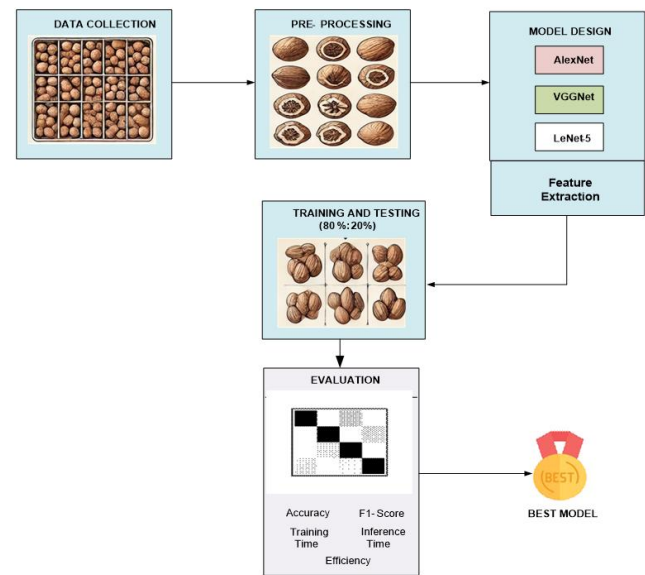 DATA COLLECTION
PRE- PROCESSING
MODEL DESIGN
AlexNet
VGGNet
LeNet-5
Feature
Extraction
TRAINING AND TESTING
(80 %: 20%)
EVALUATION
Accuracy
F1- Score
Training
Time
Inference
Time
Efficiency
(BEST)
BEST MODEL